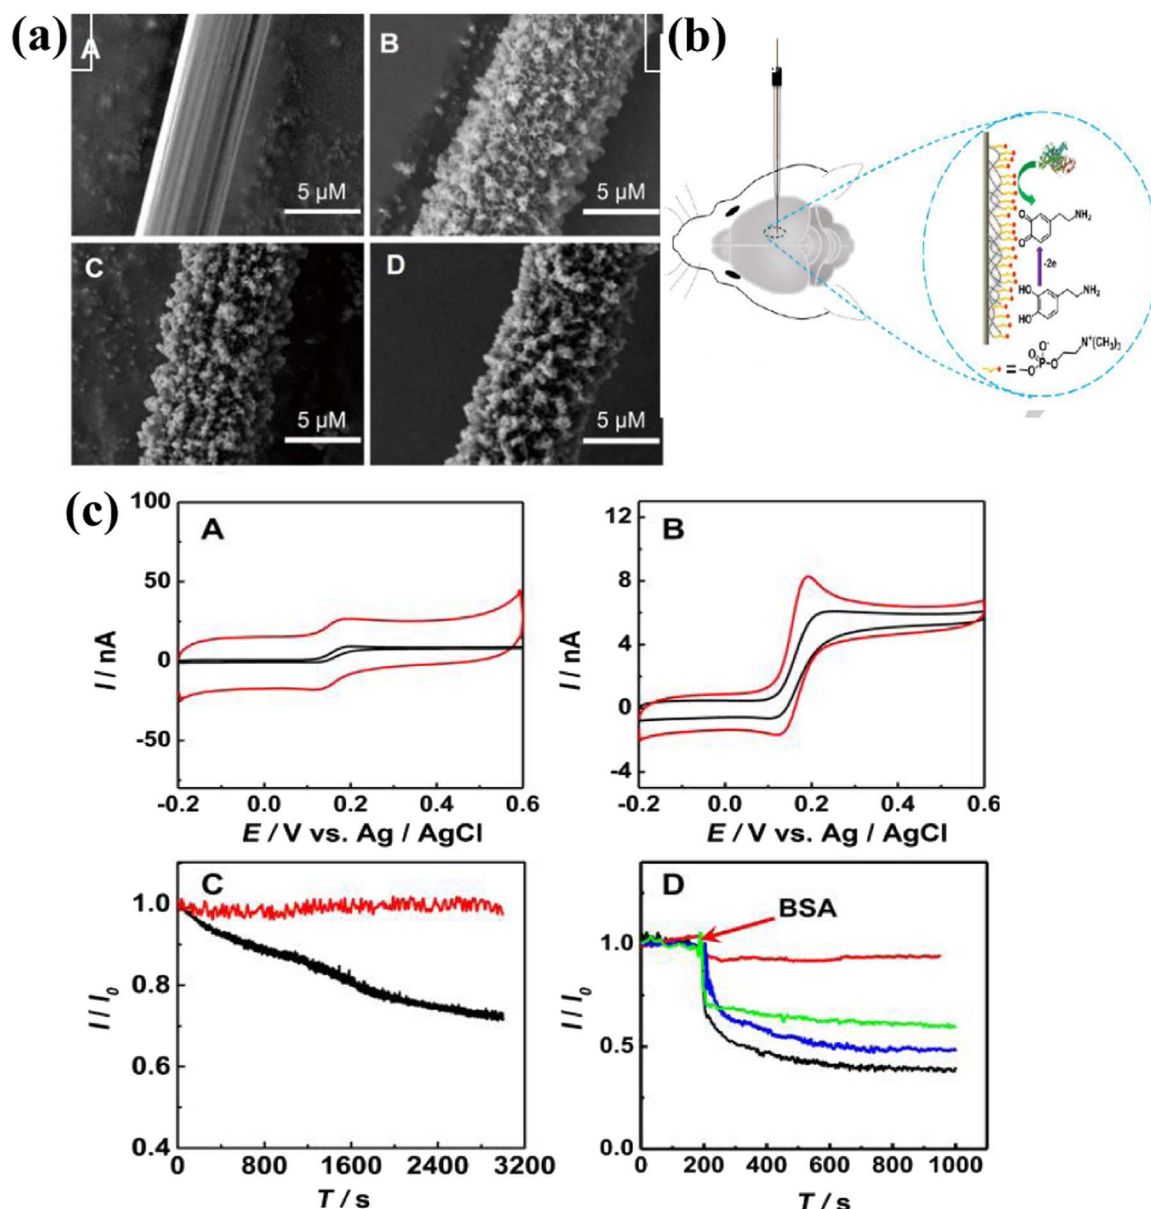 (a)
A
5 µM
B
5 µM
C
5 µM
D
5 µM
(b)
NH2
O
O
-2e
HO
HO
NH2
O-
O
P
O
O
N+(CH3)3
(c)
A
100
50
0
-50
I / nA
-0.2 0.0 0.2 0.4 0.6
E / V vs. Ag / AgCl
B
12
8
4
0
-4
I / nA
-0.2 0.0 0.2 0.4 0.6
E / V vs. Ag / AgCl
C
1.0
0.8
0.6
0.4
I / I0
0 800 1600 2400 3200
T / s
D
BSA
1.0
0.5
0.0
I / I0
0 200 400 600 800 1000
T / s